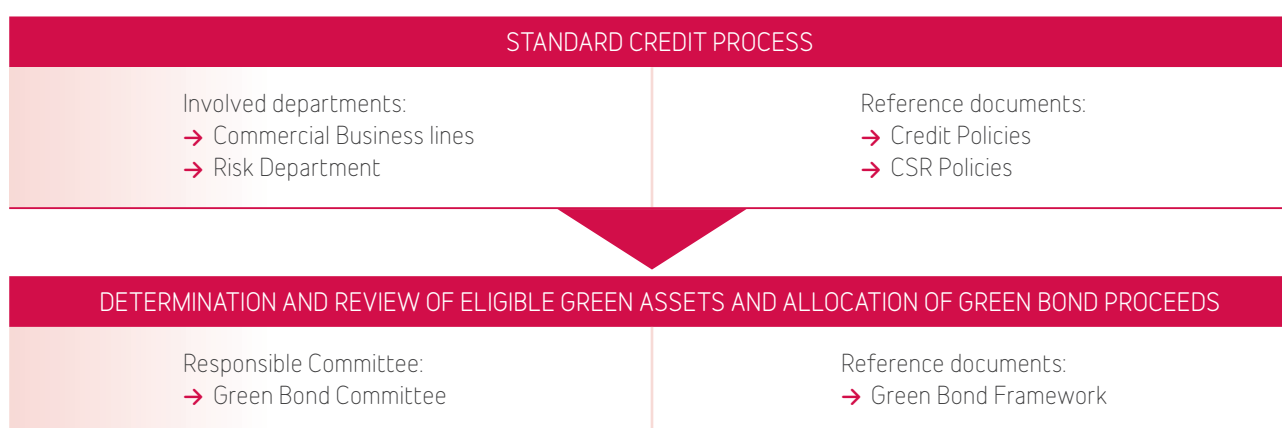 STANDARD CREDIT PROCESS
Involved departments:
→ Commercial Business lines
→ Risk Department
Reference documents:
→ Credit Policies
→ CSR Policies
DETERMINATION AND REVIEW OF ELIGIBLE GREEN ASSETS AND ALLOCATION OF GREEN BOND PROCEEDS
Responsible Committee:
→ Green Bond Committee
Reference documents:
→ Green Bond Framework